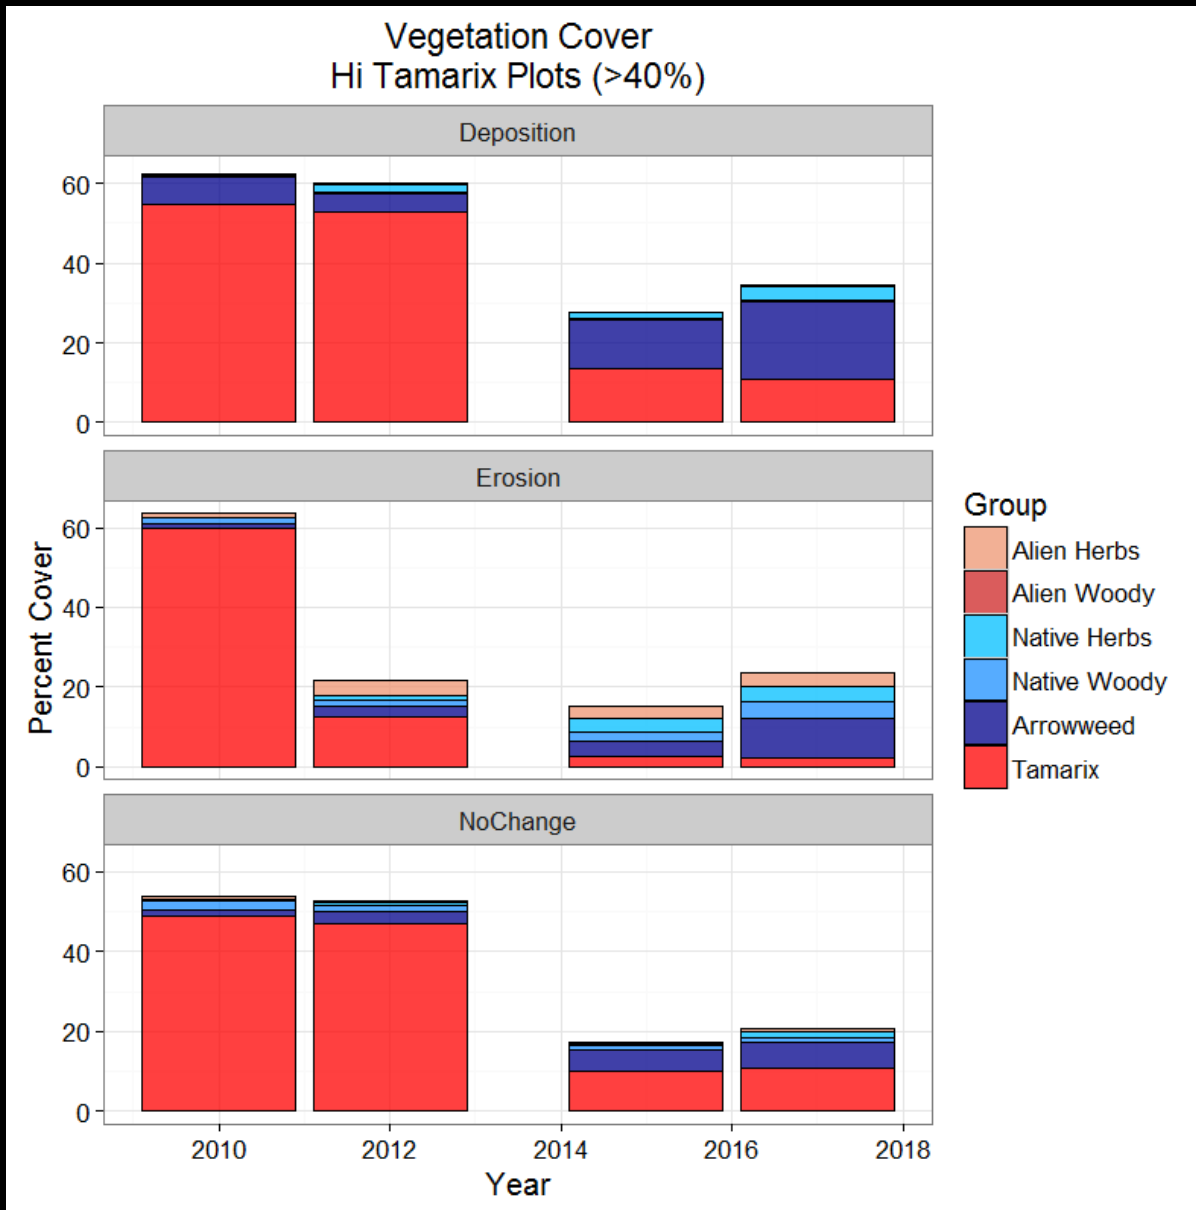 Vegetation Cover
Hi Tamarix Plots (>40%)
Deposition
60
40
20
0
Erosion
60
40
20
0
NoChange
60
40
20
0
2010 2012 2014 2016 2018
Year
Percent Cover
Group
Alien Herbs
Alien Woody
Native Herbs
Native Woody
Arrowweed
Tamarix